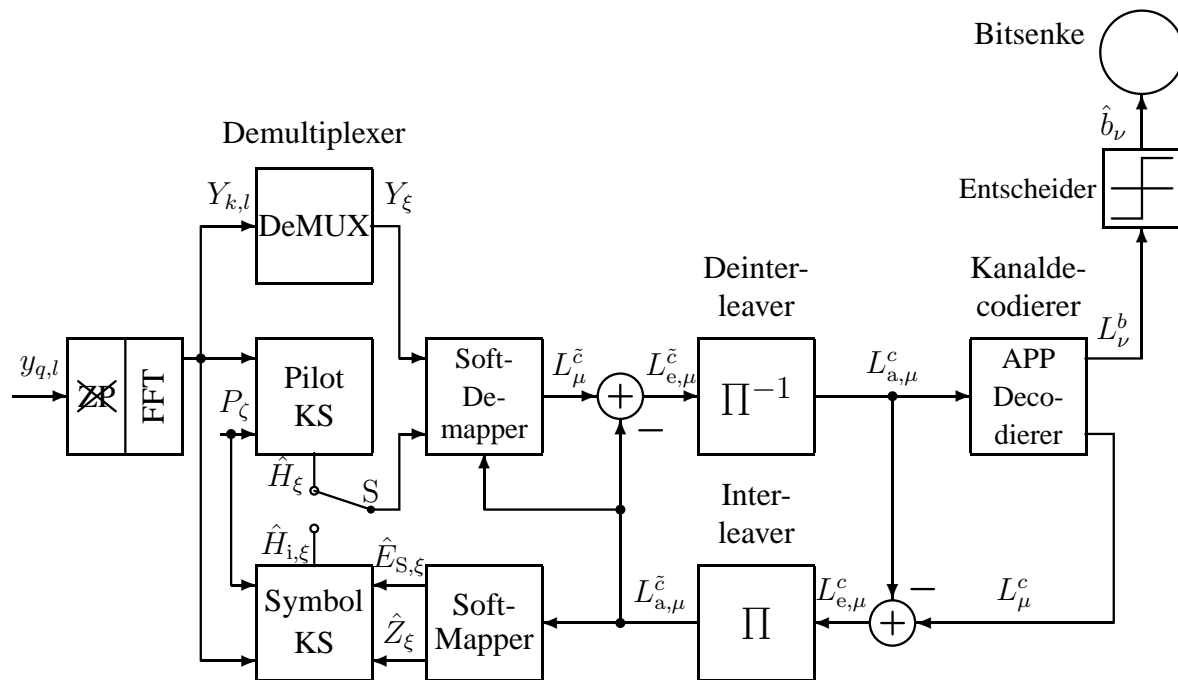 Bitsenke
b̂_ν
Demultiplexer
Y_{k,l}
DeMUX
Y_ξ
Entscheider
Deinter-
leaver
Kanalde-
codierer
y_{q,l}
ZP
FFT
P_ζ
Pilot
KS
Soft-
De-
mapper
L^{c̃}_μ
+
−
L^{c̃}_{e,μ}
∏^{−1}
L^c_{a,μ}
APP
Deco-
dierer
L^b_ν
Ĥ_ξ
S
Inter-
leaver
Ĥ_{i,ξ}
Symbol
KS
Ê_{S,ξ}
Ẑ_ξ
Soft-
Mapper
L^{c̃}_{a,μ}
∏
L^c_{e,μ}
+
−
L^c_μ